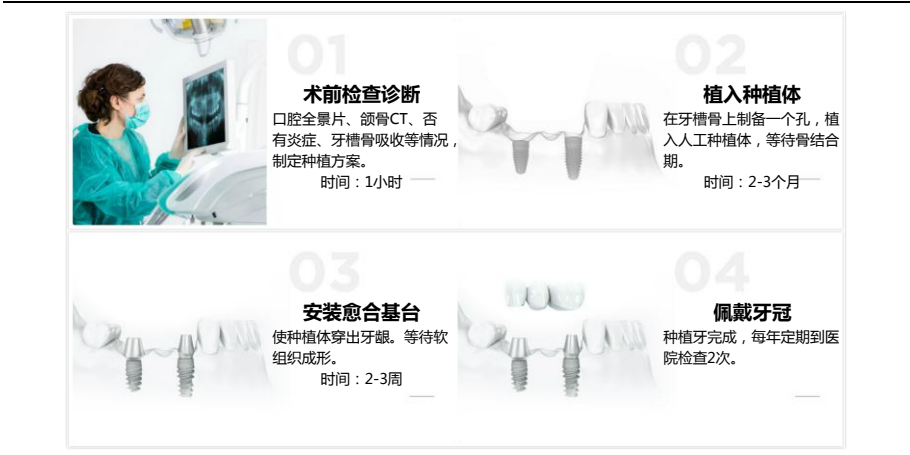 01
术前检查诊断
口腔全景片、颌骨CT、否
有炎症、牙槽骨吸收等情况，
制定种植方案。
时间：1小时
02
植入种植体
在牙槽骨上制备一个孔，植
入人工种植体，等待骨结合
期。
时间：2-3个月
03
安装愈合基台
使种植体穿出牙龈。等待软
组织成形。
时间：2-3周
04
佩戴牙冠
种植牙完成，每年定期到医
院检查2次。